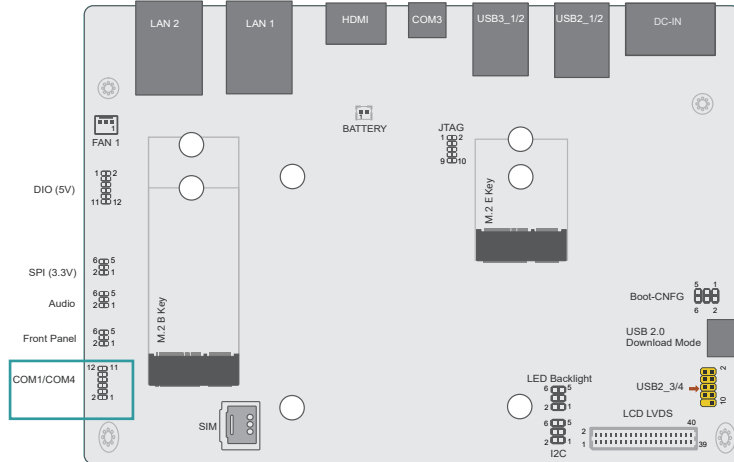 LAN 2
LAN 1
HDMI
COM3
USB3_1/2
USB2_1/2
DC-IN
1
FAN 1
1
BATTERY
JTAG
1 2
9 10
DIO (5V)
1 2
11 12
M.2 E Key
SPI (3.3V)
6 5
2 1
Audio
6 5
2 1
Front Panel
6 5
2 1
COM1/COM4
12 11
2 1
M.2 B Key
Boot-CNFG
5 1
6 2
USB 2.0
Download Mode
USB2_3/4
2
10
LED Backlight
6 5
2 1
SIM
6 5
2 1
I2C
LCD LVDS
2 40
1 39